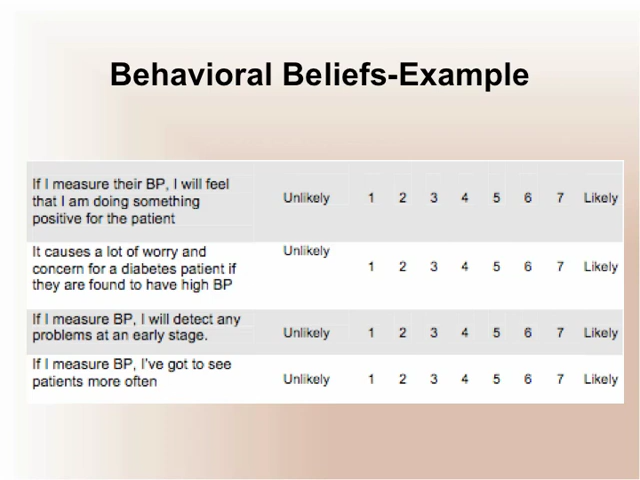 Behavioral Beliefs-Example
If I measure their BP, I will feel
that I am doing something
positive for the patient
Unlikely 1 2 3 4 5 6 7 Likely
It causes a lot of worry and
concern for a diabetes patient if
they are found to have high BP
Unlikely
1 2 3 4 5 6 7 Likely
If I measure BP, I will detect any
problems at an early stage.
Unlikely 1 2 3 4 5 6 7 Likely
If I measure BP, I've got to see
patients more often
Unlikely 1 2 3 4 5 6 7 Likely